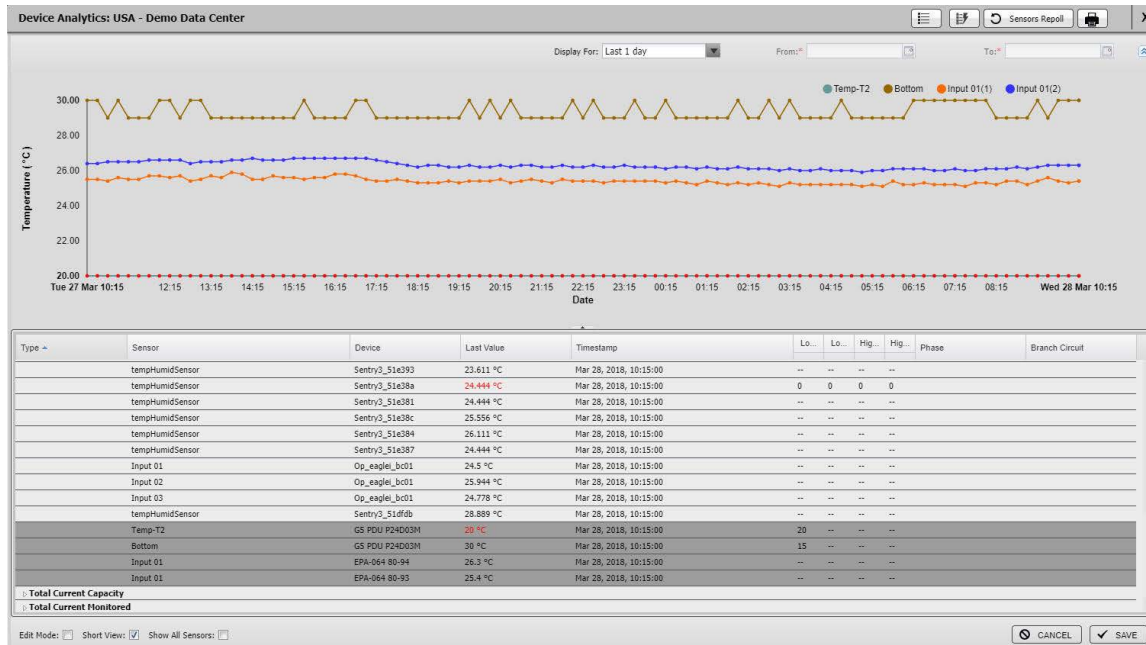 Device Analytics: USA - Demo Data Center Sensors Repoll X
Display For: Last 1 day From:* To:*
Temp-T2 Bottom Input 01(1) Input 01(2)
30.00
28.00
26.00
24.00
22.00
20.00
Temperature ( °C )
Tue 27 Mar 10:15 12:15 13:15 14:15 15:15 16:15 17:15 18:15 19:15 20:15 21:15 22:15 23:15 00:15 01:15 02:15 03:15 04:15 05:15 06:15 07:15 08:15 Wed 28 Mar 10:15
Date
Type Sensor Device Last Value Timestamp Lo... Lo... Hig... Hig... Phase Branch Circuit
tempHumidSensor Sentry3_51e393 23.611 °C Mar 28, 2018, 10:15:00 -- -- -- --
tempHumidSensor Sentry3_51e38a 24.444 °C Mar 28, 2018, 10:15:00 0 0 0 0
tempHumidSensor Sentry3_51e381 24.444 °C Mar 28, 2018, 10:15:00 -- -- -- --
tempHumidSensor Sentry3_51e38c 25.556 °C Mar 28, 2018, 10:15:00 -- -- -- --
tempHumidSensor Sentry3_51e384 26.111 °C Mar 28, 2018, 10:15:00 -- -- -- --
tempHumidSensor Sentry3_51e387 24.444 °C Mar 28, 2018, 10:15:00 -- -- -- --
Input 01 Op_eaglei_bc01 24.5 °C Mar 28, 2018, 10:15:00 -- -- -- --
Input 02 Op_eaglei_bc01 25.944 °C Mar 28, 2018, 10:15:00 -- -- -- --
Input 03 Op_eaglei_bc01 24.778 °C Mar 28, 2018, 10:15:00 -- -- -- --
tempHumidSensor Sentry3_51dfdb 28.889 °C Mar 28, 2018, 10:15:00 -- -- -- --
Temp-T2 G5 PDU P24D03M 20 °C Mar 28, 2018, 10:15:00 20 -- -- --
Bottom G5 PDU P24D03M 30 °C Mar 28, 2018, 10:15:00 15 -- -- --
Input 01 EPA-064 80-94 26.3 °C Mar 28, 2018, 10:15:00 -- -- -- --
Input 01 EPA-064 80-93 25.4 °C Mar 28, 2018, 10:15:00 -- -- -- --
Total Current Capacity
Total Current Monitored
Edit Mode: Short View: Show All Sensors: CANCEL SAVE